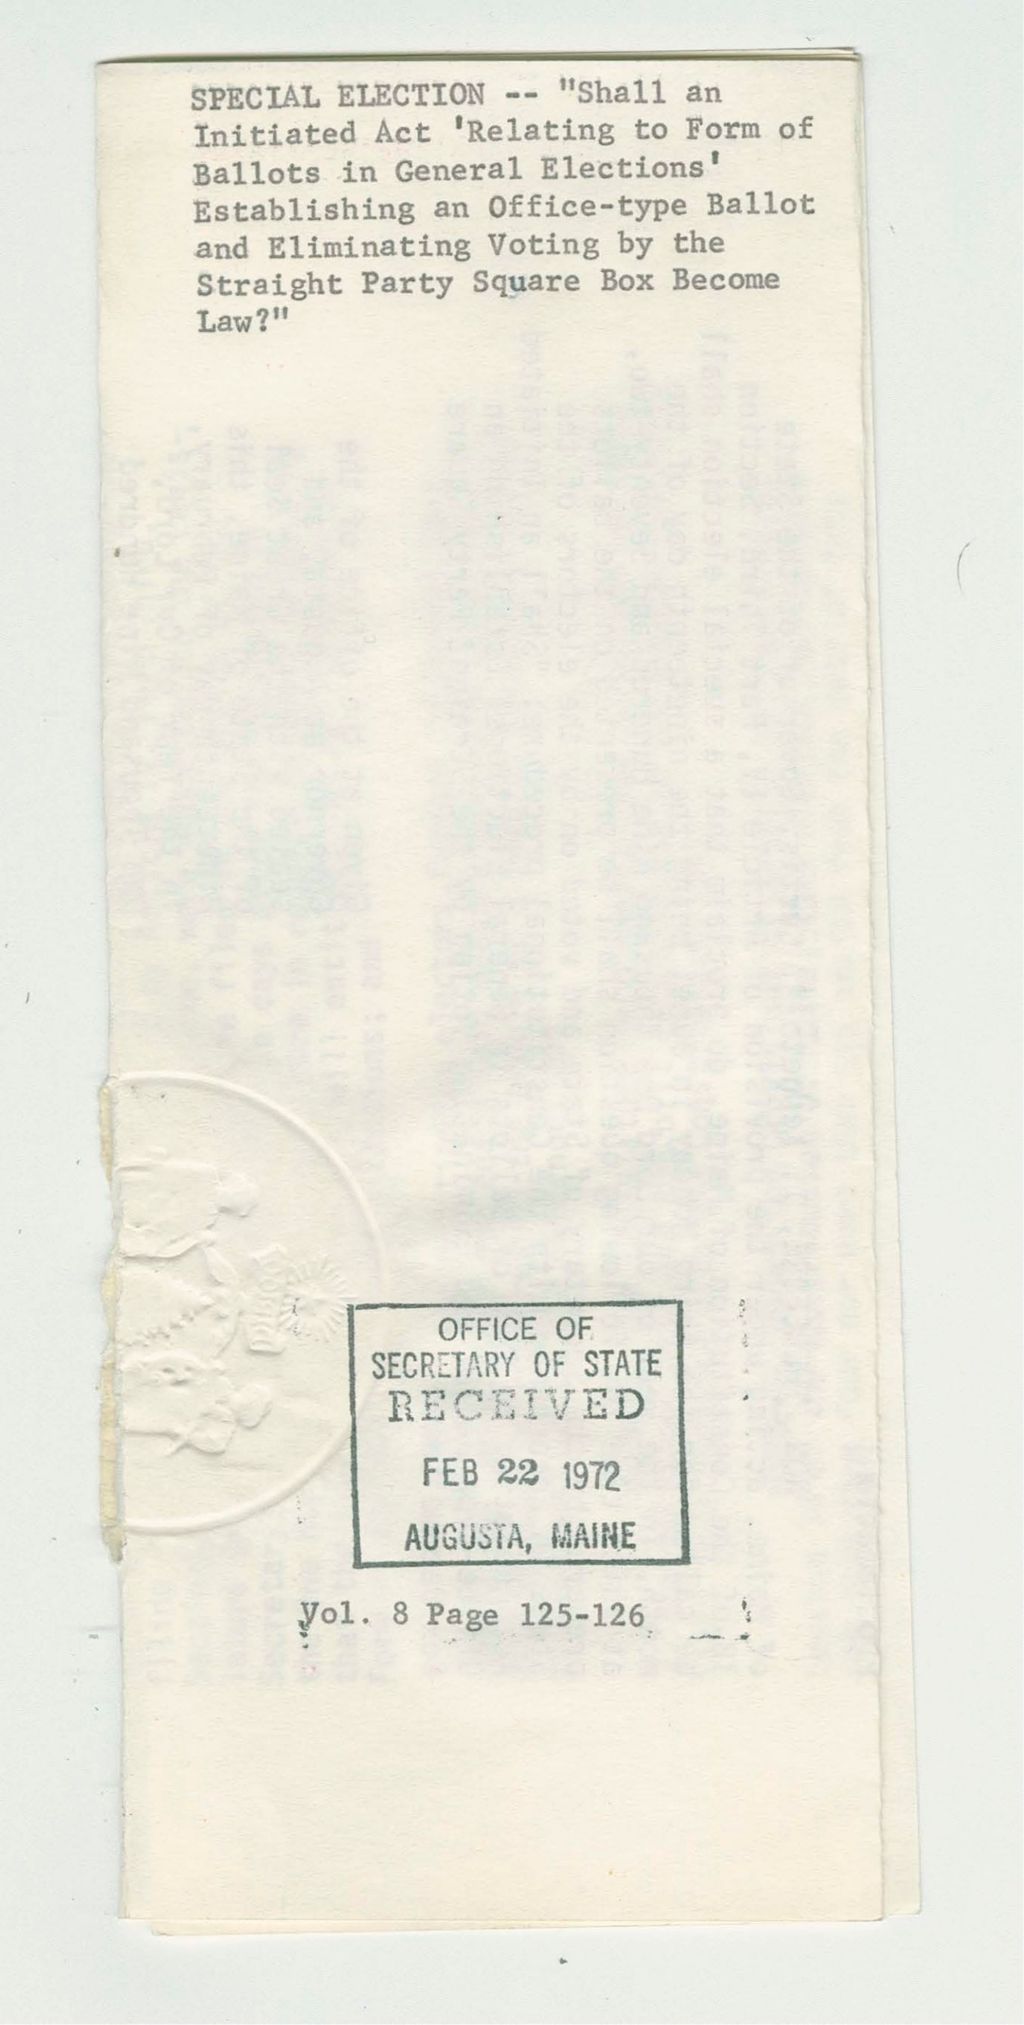 SPECIAL ELECTION -- "Shall an
Initiated Act 'Relating to Form of
Ballots in General Elections'
Establishing an Office-type Ballot
and Eliminating Voting by the
Straight Party Square Box Become
Law?"
OFFICE OF
SECRETARY OF STATE
RECEIVED
FEB 22 1972
AUGUSTA, MAINE
Vol. 8 Page 125-126